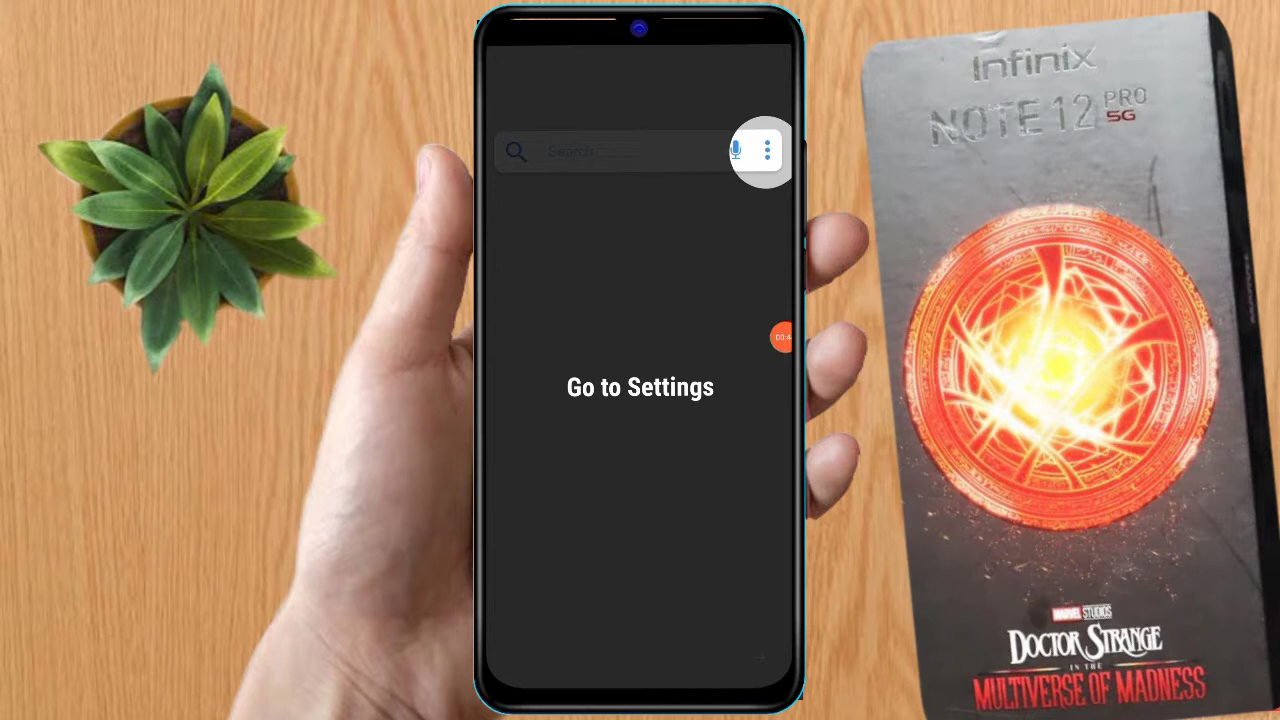 Search
Go to Settings
Infinix
NOTE 12 PRO
5G
MARVEL STUDIOS
DOCTOR STRANGE
IN THE
MULTIVERSE OF MADNESS